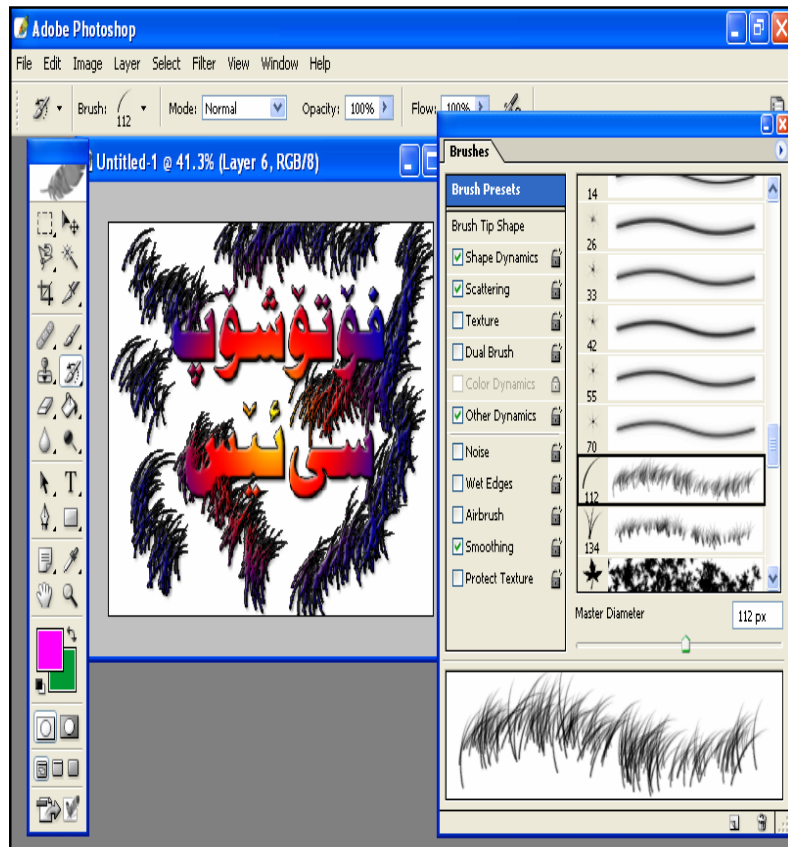 Adobe Photoshop
File Edit Image Layer Select Filter View Window Help
Brush: 112 Mode: Normal Opacity: 100% Flow: 100%
Untitled-1 @ 41.3% (Layer 6, RGB/8)
فۆتۆشۆپ
سی ئێس
Brushes
Brush Presets
Brush Tip Shape
Shape Dynamics
Scattering
Texture
Dual Brush
Color Dynamics
Other Dynamics
Noise
Wet Edges
Airbrush
Smoothing
Protect Texture
14
26
33
42
55
70
112
134
Master Diameter 112 px